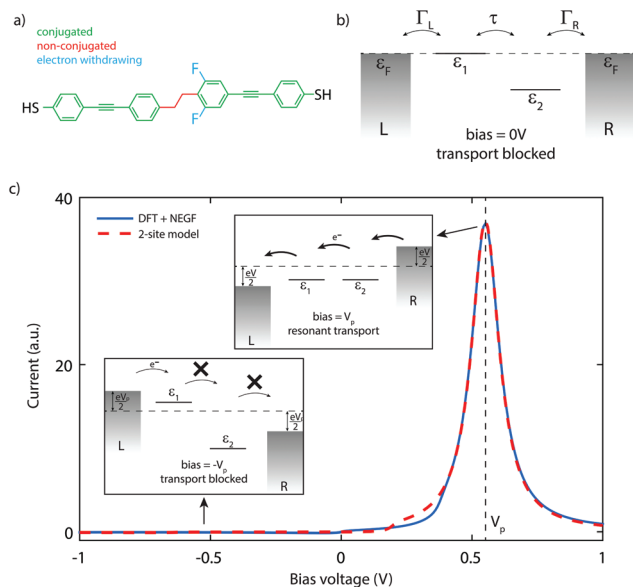 a)
conjugated
non-conjugated
electron withdrawing
HS
F
F
SH
b)
Γ_L
τ
Γ_R
ε_F
ε_1
ε_2
ε_F
L
R
bias = 0V
transport blocked
c)
40
20
0
Current (a.u.)
DFT + NEGF
2-site model
e⁻
eV/2
eV/2
ε_1
ε_2
L
R
bias = V_p
resonant transport
e⁻
eV_p/2
ε_1
eV_p/2
ε_2
L
R
bias = -V_p
transport blocked
V_p
-1
-0.5
0
0.5
1
Bias voltage (V)